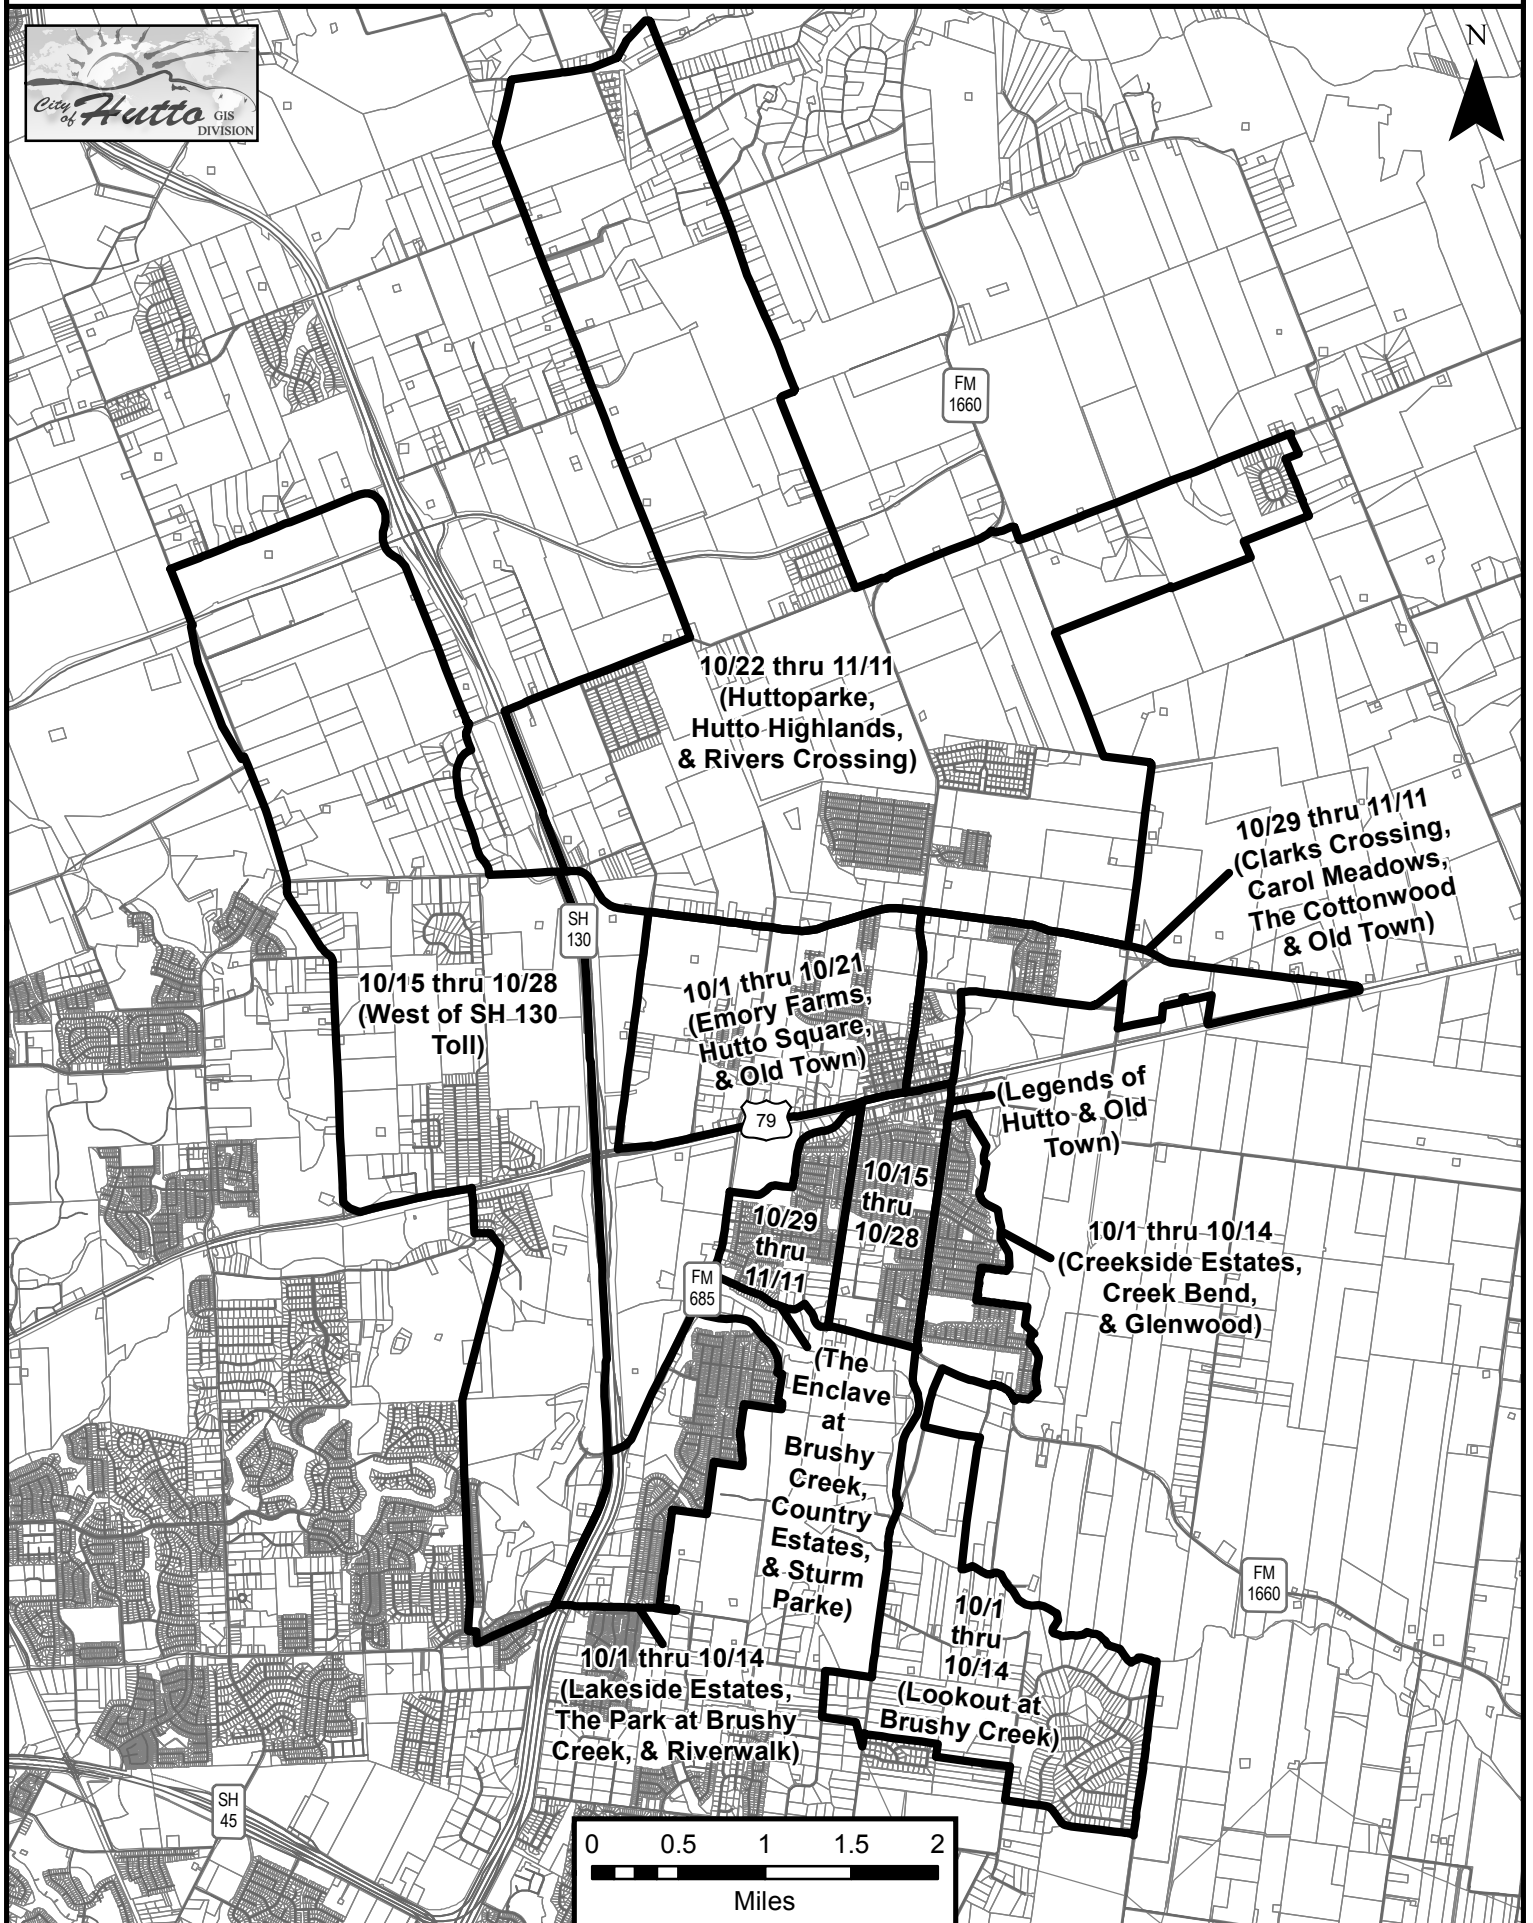 City
of Hutto GIS
DIVISION
N
FM
1660
10/22 thru 11/11
(Huttoparke,
Hutto Highlands,
& Rivers Crossing)
10/29 thru 11/11
(Clarks Crossing,
Carol Meadows,
The Cottonwood
& Old Town)
SH
130
10/15 thru 10/28
(West of SH 130
Toll)
10/1 thru 10/21
(Emory Farms,
Hutto Square,
& Old Town)
79
(Legends of
Hutto & Old
Town)
10/15
thru
10/28
10/29
thru
11/11
10/1 thru 10/14
(Creekside Estates,
Creek Bend,
& Glenwood)
FM
685
(The
Enclave
at
Brushy
Creek,
Country
Estates,
& Sturm
Parke)
FM
1660
10/1
thru
10/14
(Lookout at
Brushy Creek)
10/1 thru 10/14
(Lakeside Estates,
The Park at Brushy
Creek, & Riverwalk)
SH
45
0 0.5 1 1.5 2
Miles